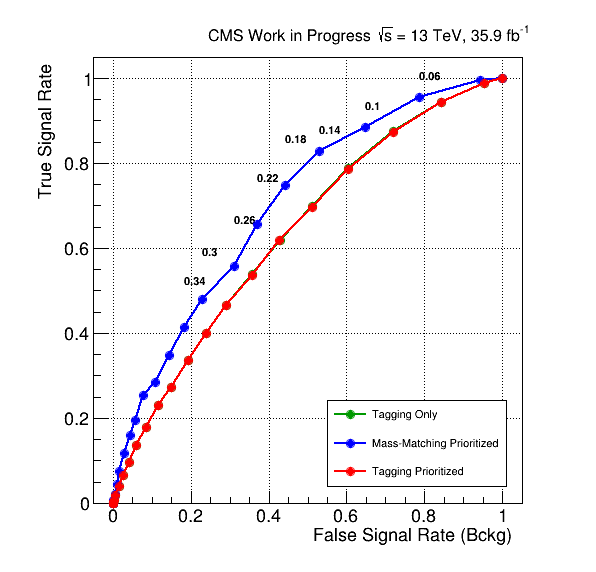 CMS Work in Progress √s = 13 TeV, 35.9 fb⁻¹
True Signal Rate
1
0.8
0.6
0.4
0.2
0
0.06
0.1
0.14
0.18
0.22
0.26
0.3
0.34
Tagging Only
Mass-Matching Prioritized
Tagging Prioritized
0 0.2 0.4 0.6 0.8 1
False Signal Rate (Bckg)